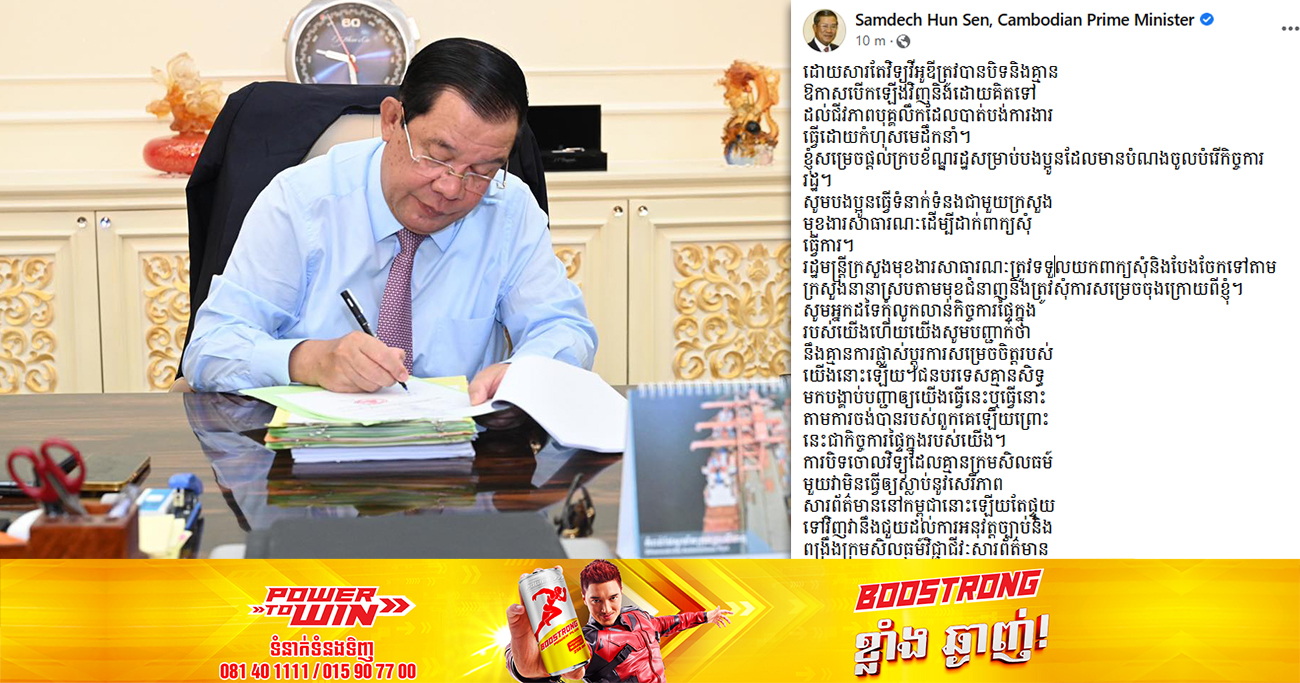 Samdech Hun Sen, Cambodian Prime Minister
10 m ·
ដោយសារតែវិទ្យុវីអូឌីត្រូវបានបិទនិងគ្មាន
ឱកាសបើកឡើងវិញនិងដោយគិតទៅ
ដល់ជីវភាពបុគ្គលឹកដែលបាត់បង់ការងារ
ធ្វើដោយកំហុសមេដឹកនាំ។
ខ្ញុំសម្រេចផ្តល់ក្របខ័ណ្ឌរដ្ឋសម្រាប់បងប្អូនដែលមានបំណងចូលបំរើកិច្ចការ
រដ្ឋ។
សូមបងប្អូនធ្វើទំនាក់ទំនងជាមួយក្រសួង
មុខងារសាធារណៈដើម្បីដាក់ពាក្យសុំ
ធ្វើការ។
រដ្ឋមន្ត្រីក្រសួងមុខងារសាធារណៈត្រូវទទួលយកពាក្យសុំនិងបែងចែកទៅតាម
ក្រសួងនានាស្របតាមមុខជំនាញនិងត្រូវសុំការសម្រេចចុងក្រោយពីខ្ញុំ។
សូមអ្នកដទៃកុំលូកលាន់កិច្ចការផ្ទៃក្នុង
របស់យើងហើយយើងសូមបញ្ជាក់ថា
នឹងគ្មានការផ្លាស់ប្តូរការសម្រេចចិត្តរបស់
យើងនោះឡើយ។ជនបរទេសគ្មានសិទ្ធ
មកបង្គាប់បញ្ជាឲ្យយើងធ្វើនេះឬធ្វើនោះ
តាមការចង់បានរបស់ពួកគេឡើយព្រោះ
នេះជាកិច្ចការផ្ទៃក្នុងរបស់យើង។
ការបិទចោលវិទ្យុដែលគ្មានក្រមសិលធម៌
មួយវាមិនធ្វើឲ្យស្លាប់នូវសេរីភាព
សារព័ត៌មាននៅកម្ពុជានោះឡើយតែផ្ទុយ
ទៅវិញវានឹងជួយដល់ការអនុវត្តច្បាប់និង
ពង្រឹងក្រមសិលធម៌វិជ្ជាជីវៈសារព័ត៌មាន
60
POWER
TO WIN
ទំនាក់ទំនងទិញ
081 40 1111 / 015 90 77 00
BOOSTRONG
BOOSTRONG
ខ្លាំង ឆ្ងាញ់!